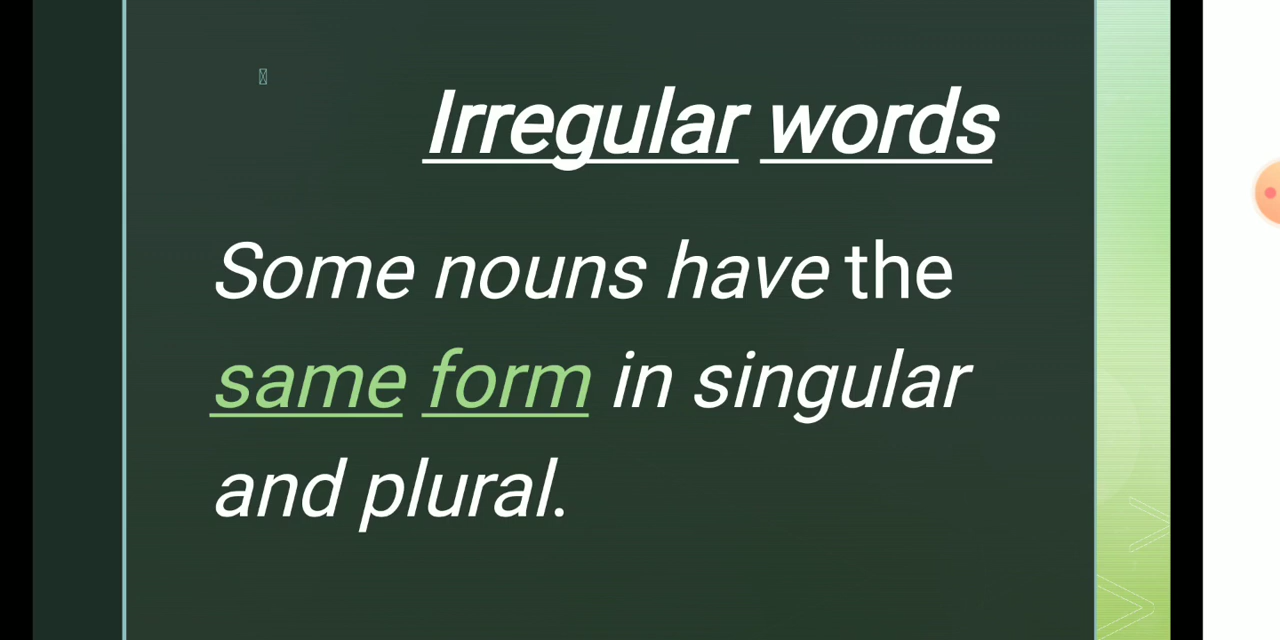 Irregular words
Some nouns have the
same form in singular
and plural.